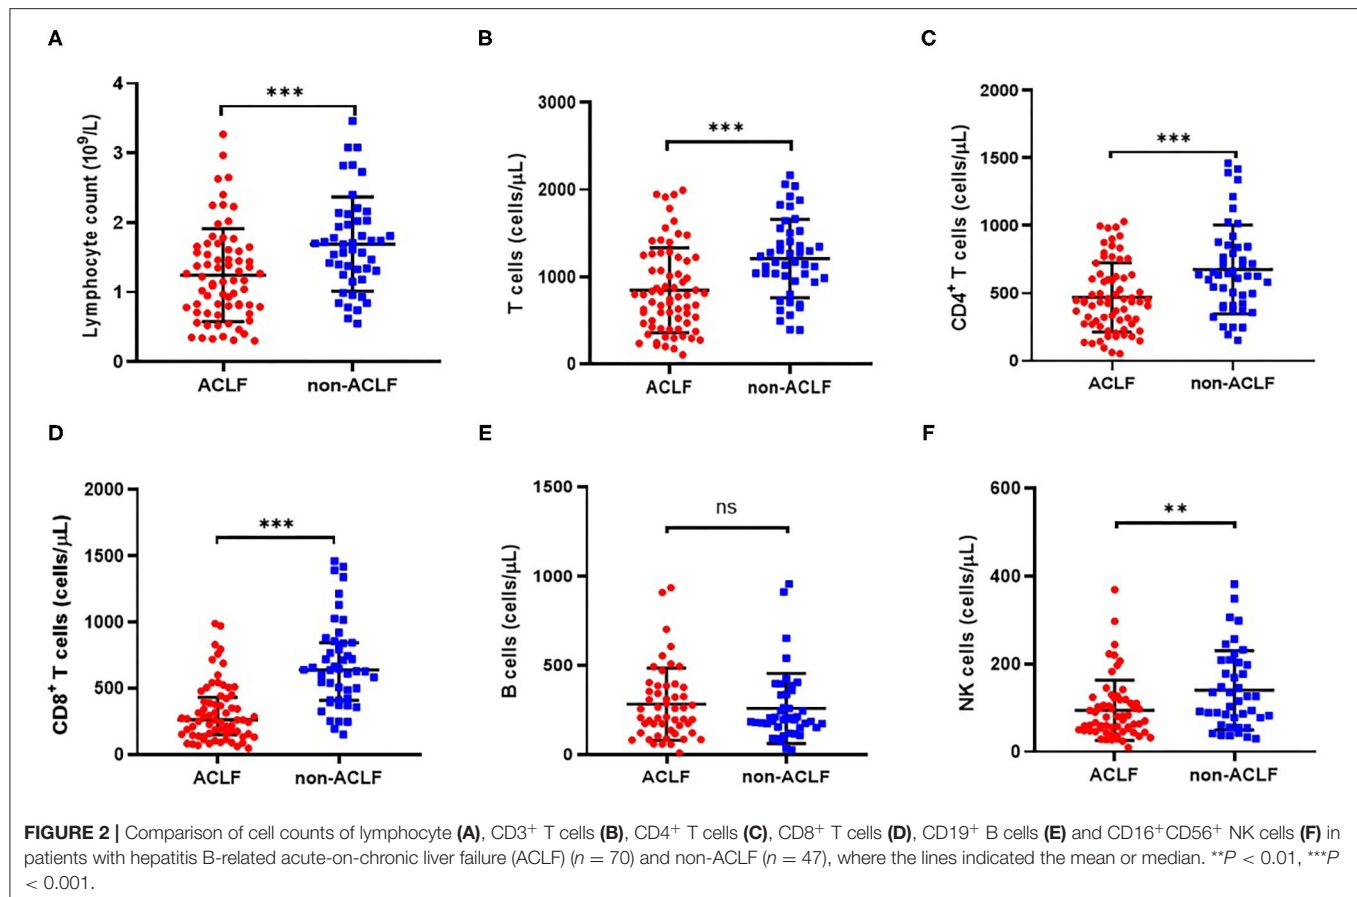 A
B
C
***
Lymphocyte count (10⁹/L)
4
3
2
1
0
ACLF
non-ACLF
***
T cells (cells/μL)
3000
2000
1000
0
ACLF
non-ACLF
***
CD4⁺ T cells (cells/μL)
2000
1500
1000
500
0
ACLF
non-ACLF
D
E
F
***
CD8⁺ T cells (cells/μL)
2000
1500
1000
500
0
ACLF
non-ACLF
ns
B cells (cells/μL)
1500
1000
500
0
ACLF
non-ACLF
**
NK cells (cells/μL)
600
400
200
0
ACLF
non-ACLF
FIGURE 2 | Comparison of cell counts of lymphocyte (A), CD3⁺ T cells (B), CD4⁺ T cells (C), CD8⁺ T cells (D), CD19⁺ B cells (E) and CD16⁺CD56⁺ NK cells (F) in
patients with hepatitis B-related acute-on-chronic liver failure (ACLF) (n = 70) and non-ACLF (n = 47), where the lines indicated the mean or median. **P < 0.01, ***P
< 0.001.